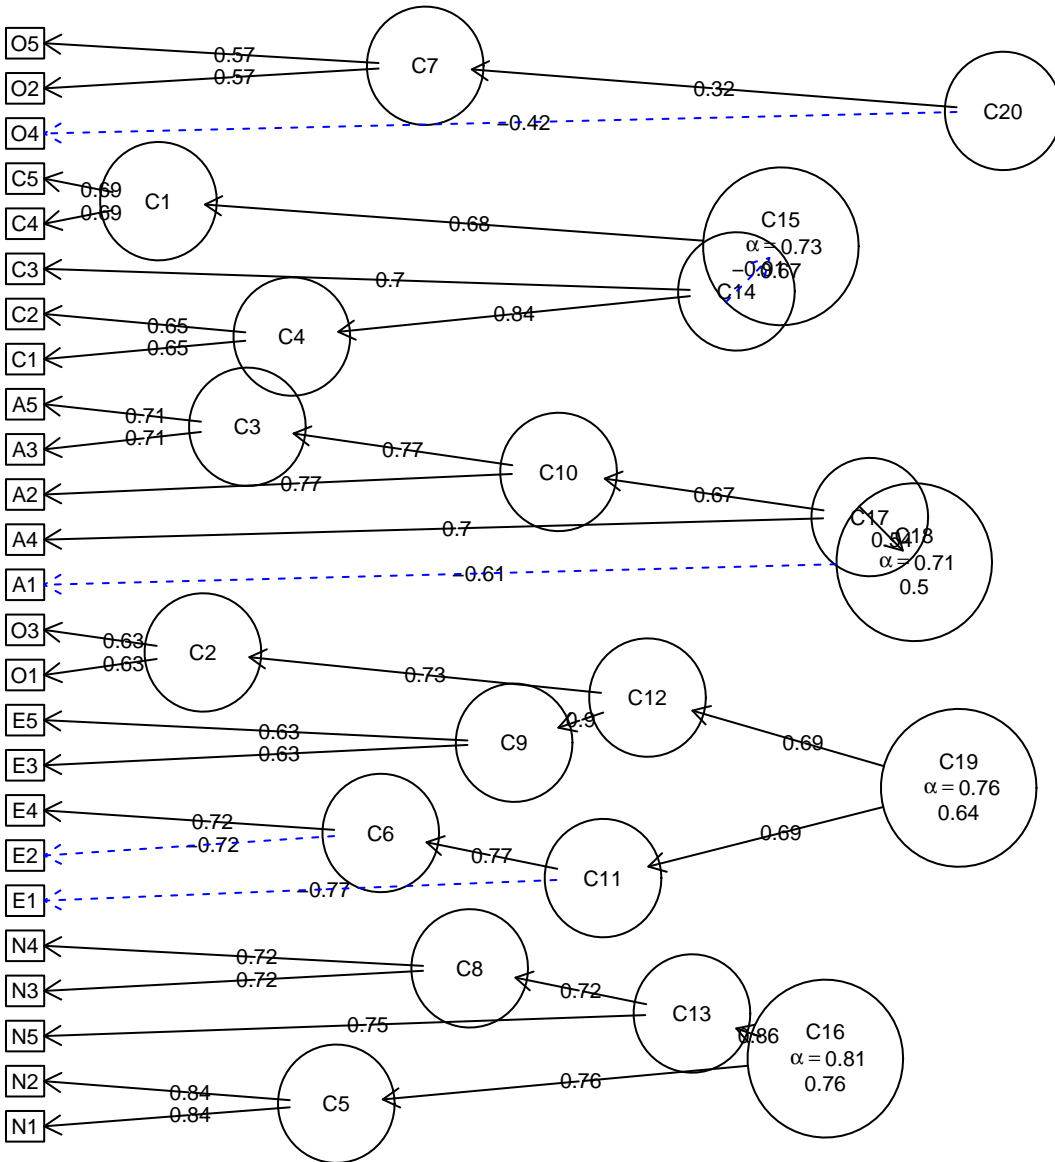 O5
0.57
C7
O2
0.57
0.32
O4
−0.42
C20
C5
0.69
C1
C4
0.69
0.68
C15
α = 0.73
C3
0.7
C14
C2
0.65
C4
0.84
C1
0.65
A5
0.71
C3
A3
0.71
0.77
C10
A2
0.77
0.67
C17
A4
0.7
C18
α = 0.71
0.5
A1
−0.61
O3
0.63
C2
O1
0.63
0.73
C12
E5
0.63
C9
0.9
E3
0.63
0.69
C19
α = 0.76
0.64
E4
0.72
C6
E2
−0.72
0.77
0.69
C11
E1
−0.77
N4
0.72
C8
N3
0.72
0.72
C13
N5
0.75
0.86
C16
α = 0.81
0.76
N2
0.84
C5
0.76
N1
0.84